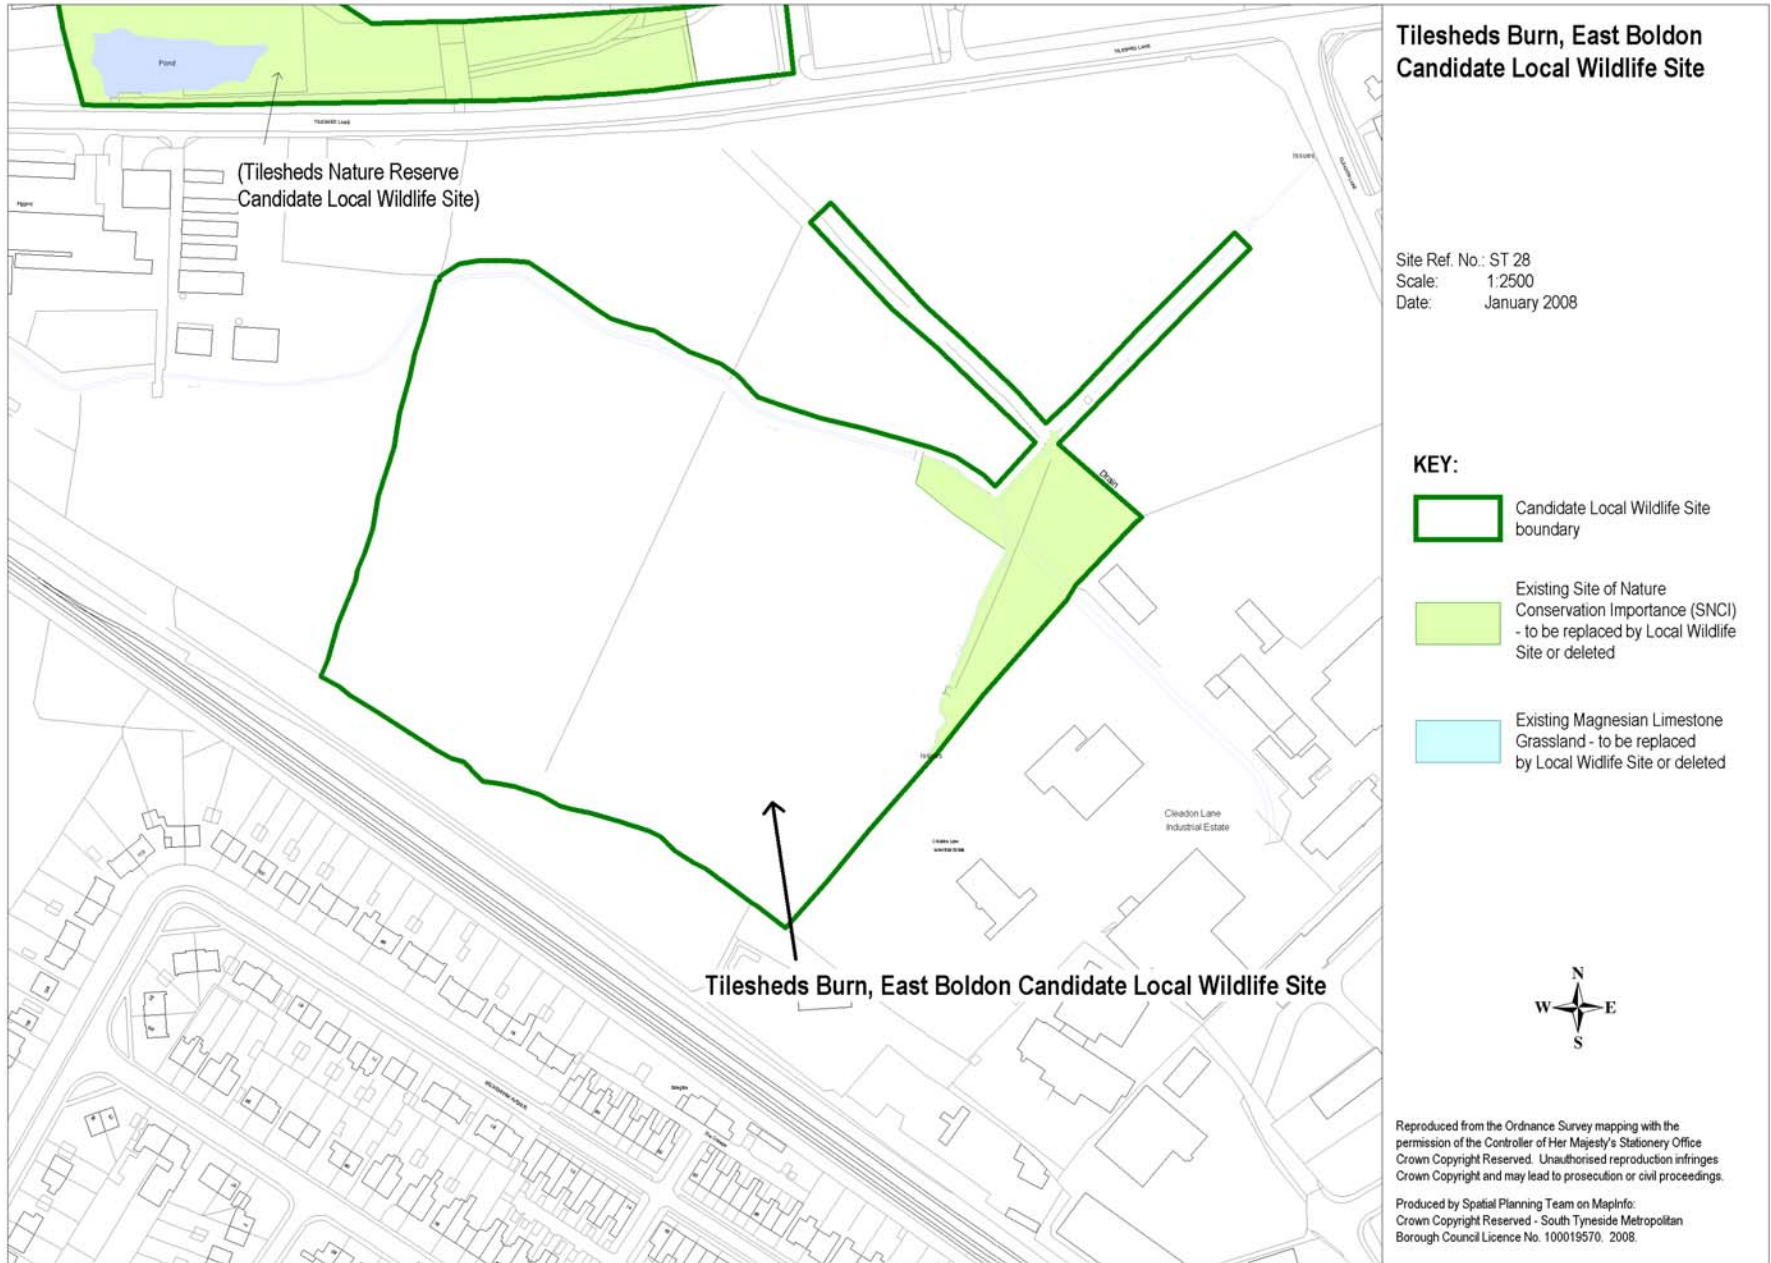 Tilesheds Burn, East Boldon
Candidate Local Wildlife Site
Site Ref. No.: ST 28
Scale: 1:2500
Date: January 2008
KEY:
Candidate Local Wildlife Site
boundary
Existing Site of Nature
Conservation Importance (SNCI)
- to be replaced by Local Wildlife
Site or deleted
Existing Magnesian Limestone
Grassland - to be replaced
by Local Widlife Site or deleted
N
W E
S
Reproduced from the Ordnance Survey mapping with the
permission of the Controller of Her Majesty's Stationery Office
Crown Copyright Reserved. Unauthorised reproduction infringes
Crown Copyright and may lead to prosecution or civil proceedings.
Produced by Spatial Planning Team on MapInfo:
Crown Copyright Reserved - South Tyneside Metropolitan
Borough Council Licence No. 100019570. 2008.
Pond
(Tilesheds Nature Reserve
Candidate Local Wildlife Site)
Issues
Drain
Issues
Cleadon Lane
Industrial Estate
Tilesheds Burn, East Boldon Candidate Local Wildlife Site